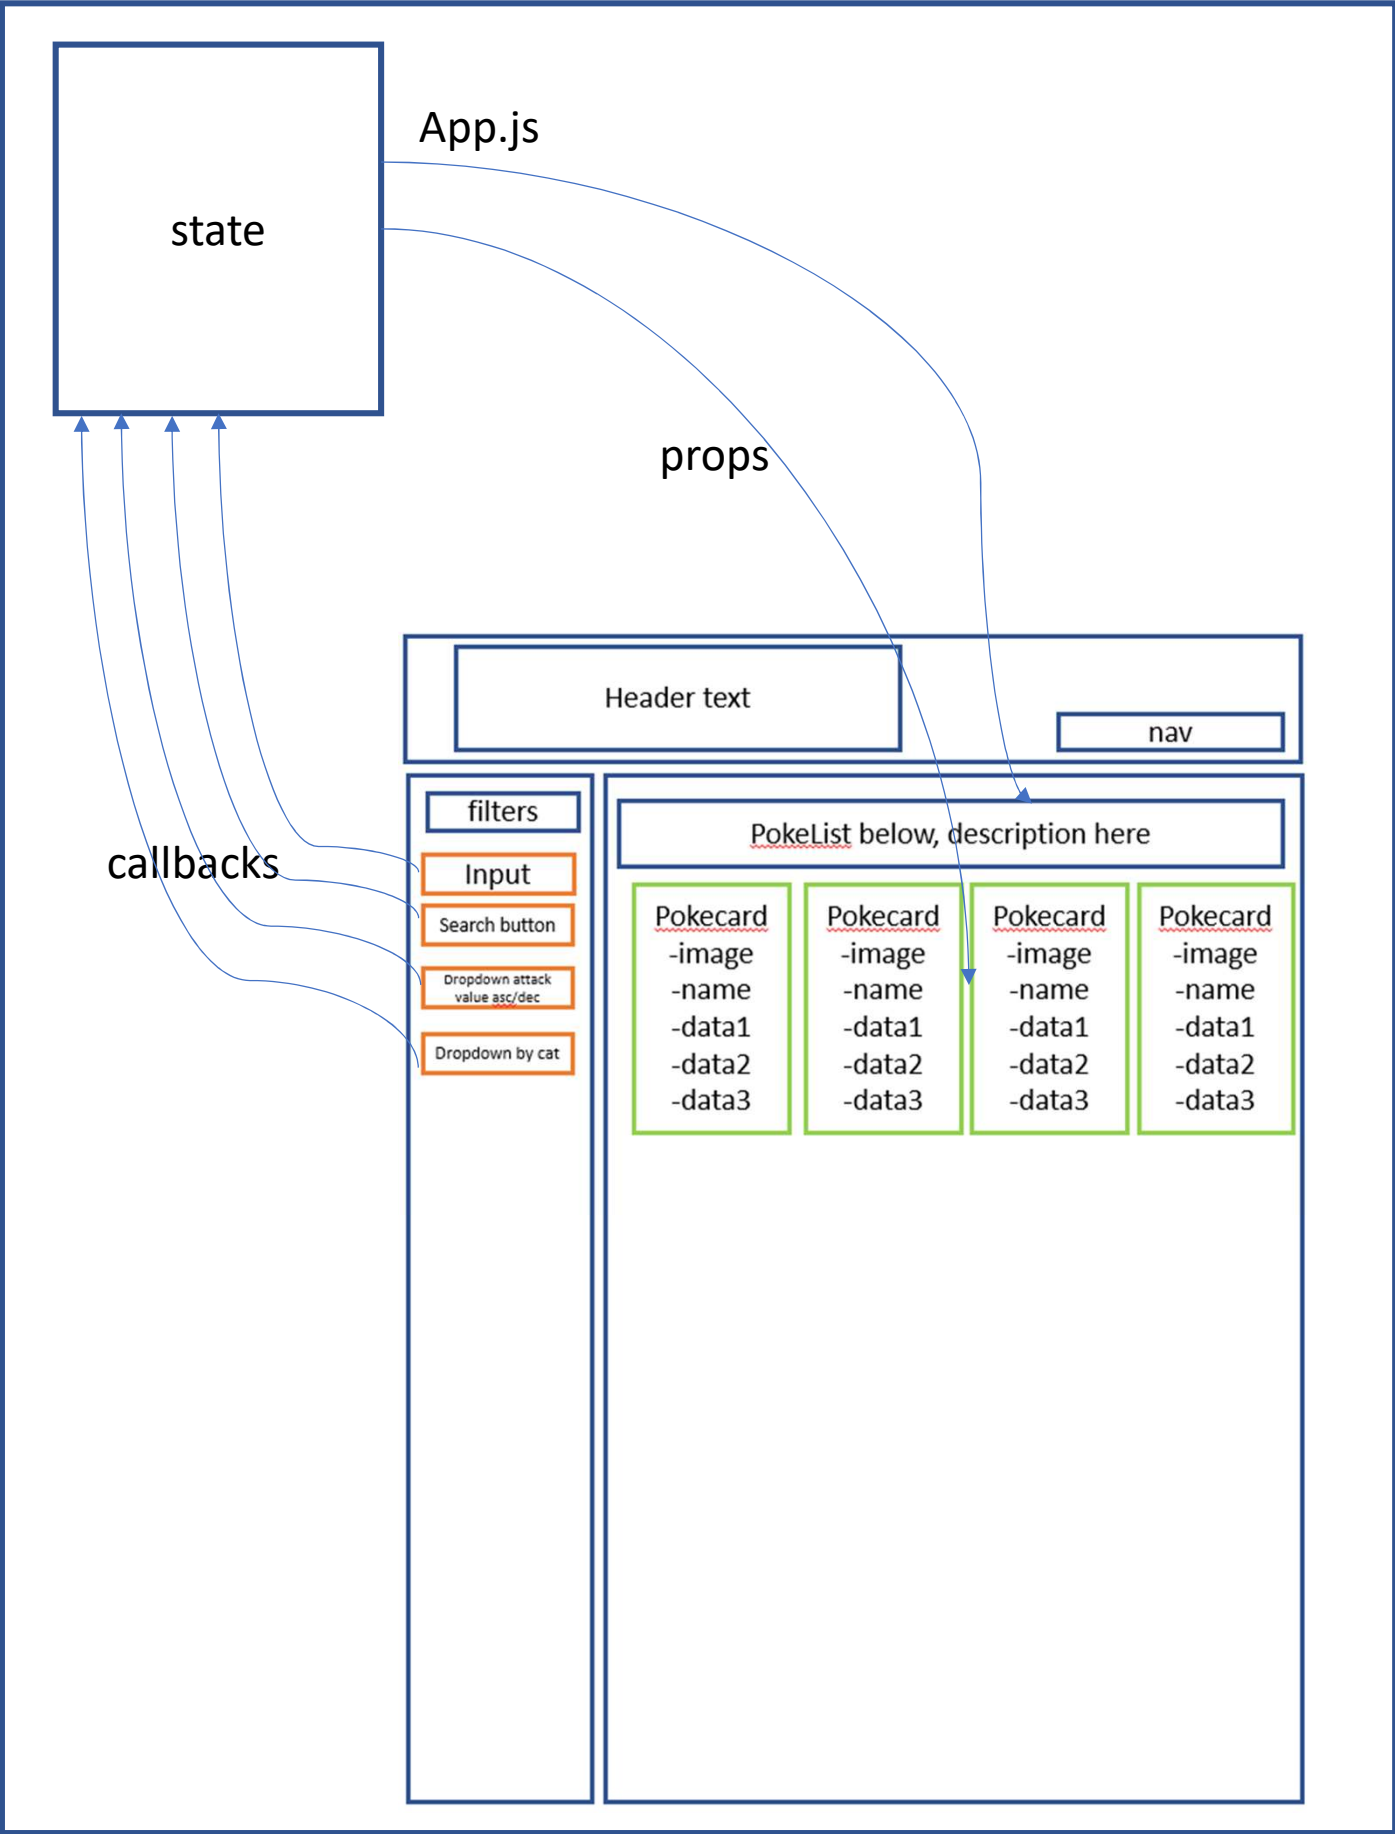 App.js
state
props
Header text
nav
filters
PokeList below, description here
callbacks
Input
Search button
Dropdown attack
value asc/dec
Dropdown by cat
Pokecard
-image
-name
-data1
-data2
-data3
Pokecard
-image
-name
-data1
-data2
-data3
Pokecard
-image
-name
-data1
-data2
-data3
Pokecard
-image
-name
-data1
-data2
-data3